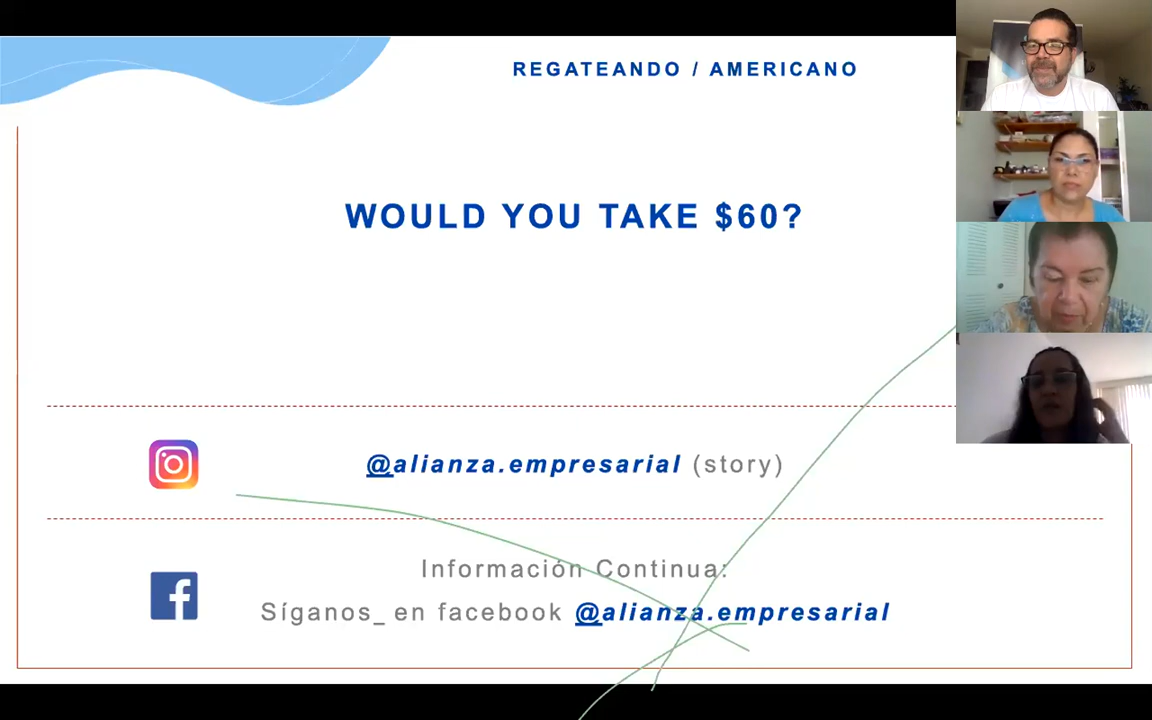 REGATEANDO / AMERICANO
WOULD YOU TAKE $60?
@alianza.empresarial (story)
Información Continua:
Síganos_ en facebook @alianza.empresarial